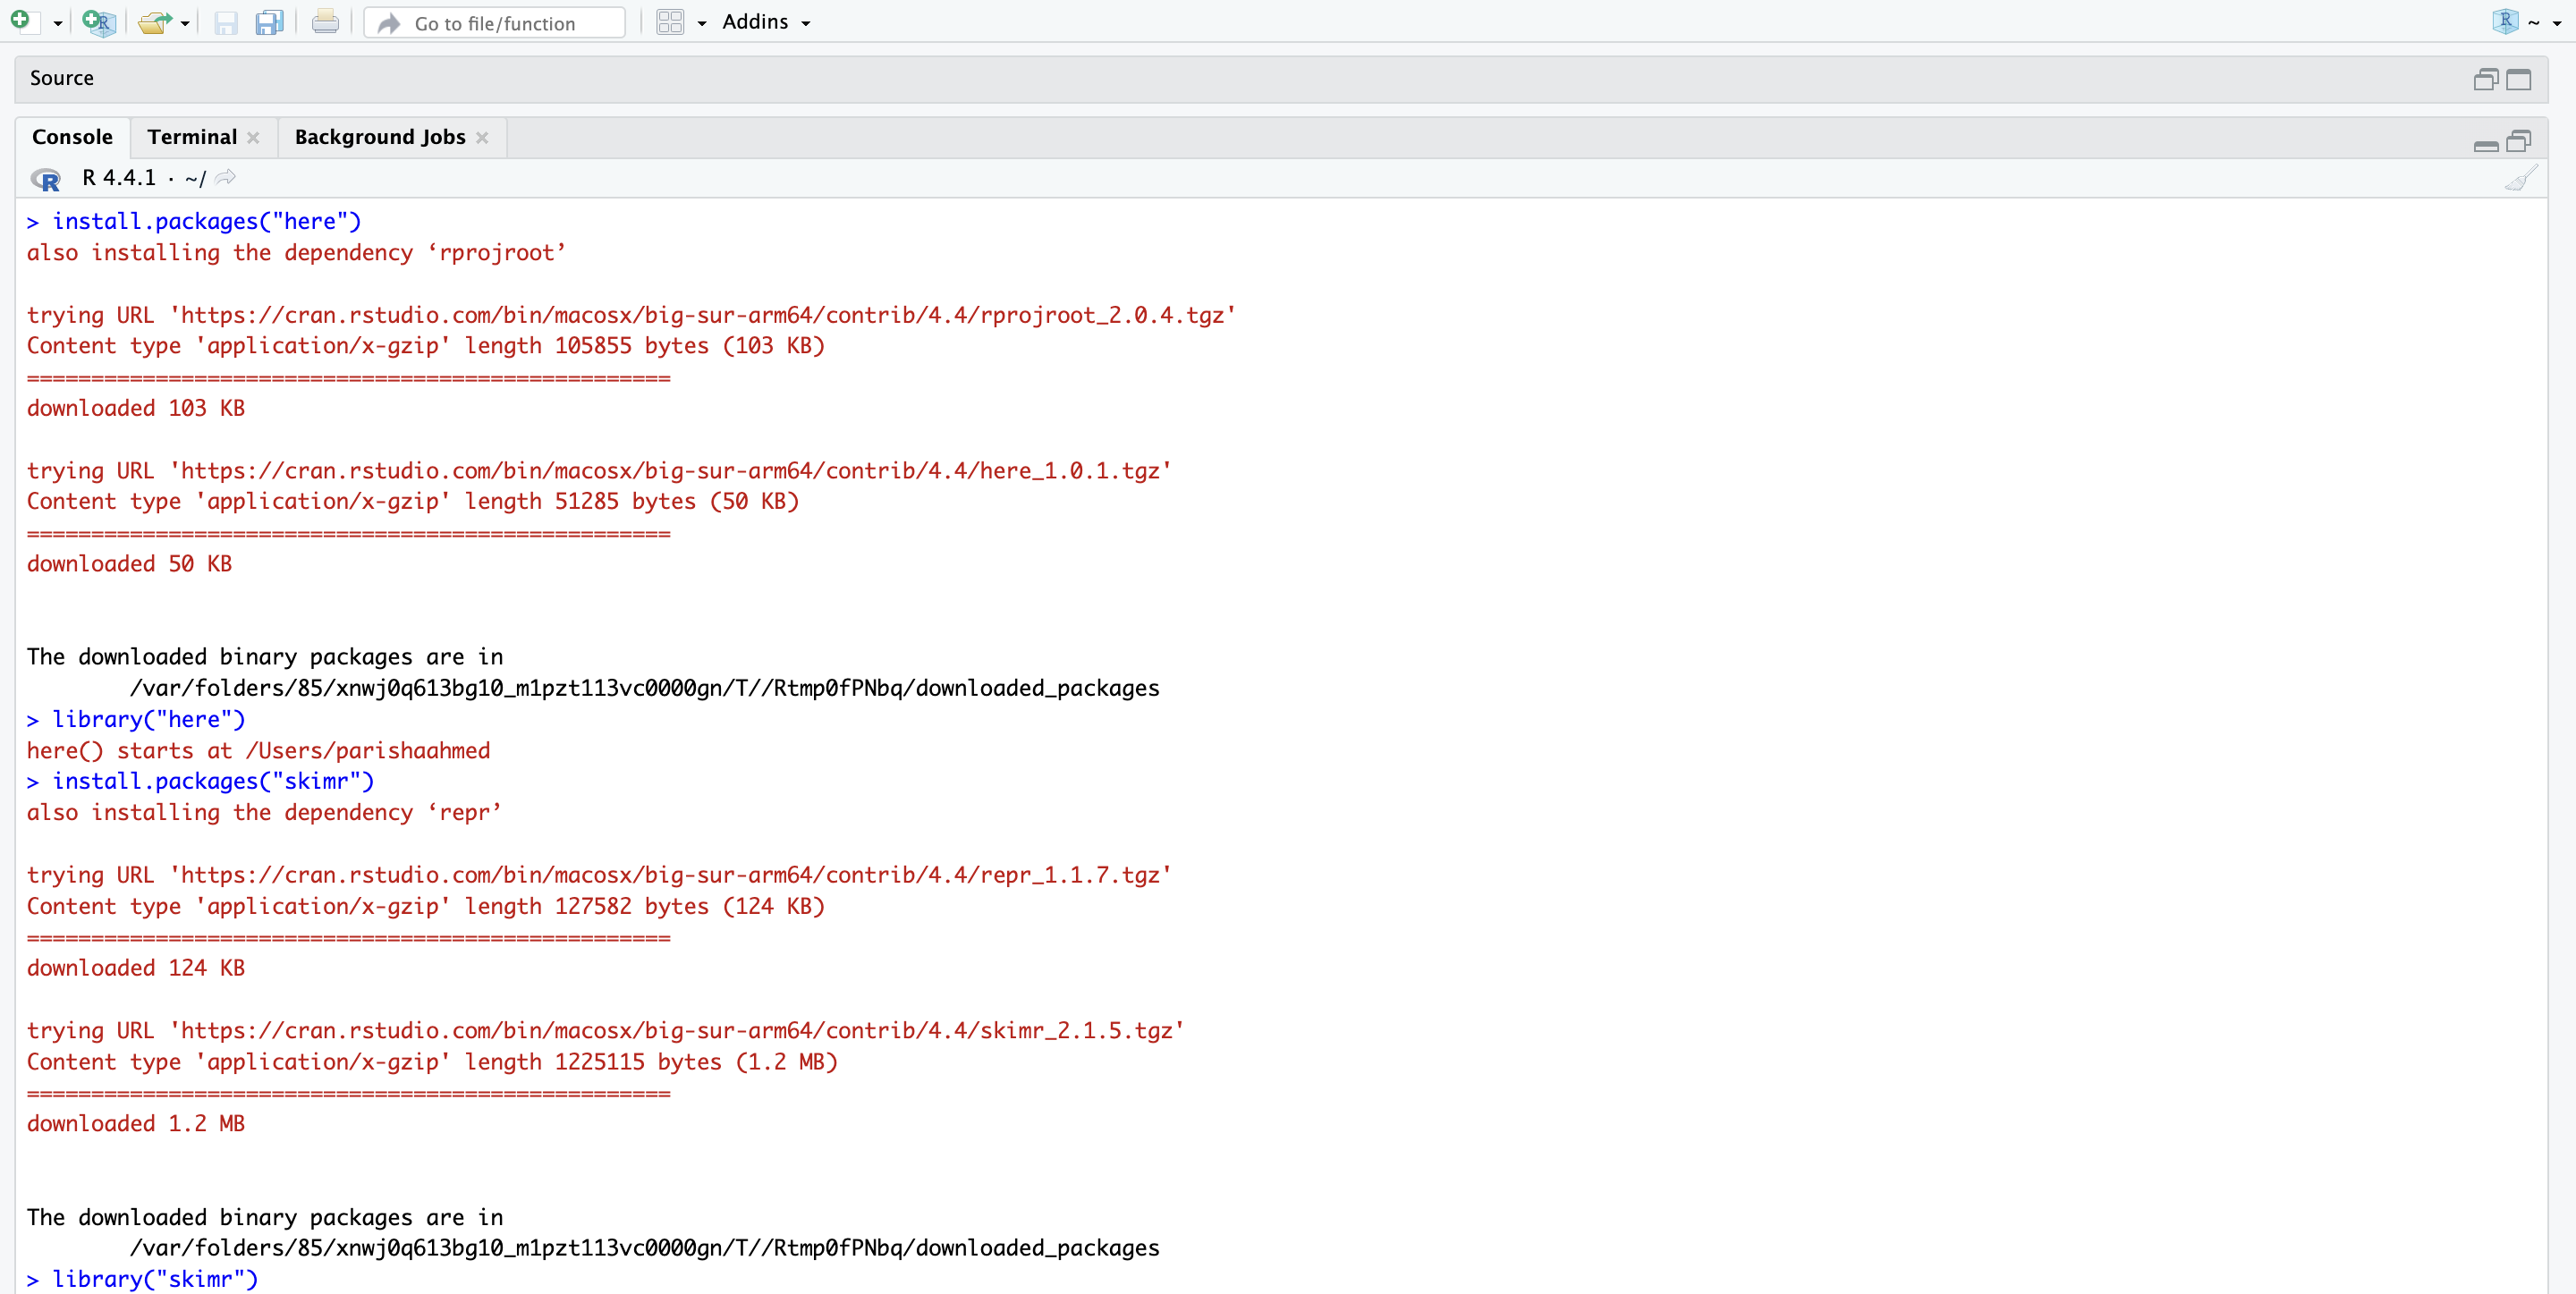 Go to file/function
Addins
R ~
Source
Console Terminal × Background Jobs ×
R R 4.4.1 · ~/
> install.packages("here")
also installing the dependency ‘rprojroot’
trying URL 'https://cran.rstudio.com/bin/macosx/big-sur-arm64/contrib/4.4/rprojroot_2.0.4.tgz'
Content type 'application/x-gzip' length 105855 bytes (103 KB)
==================================================
downloaded 103 KB
trying URL 'https://cran.rstudio.com/bin/macosx/big-sur-arm64/contrib/4.4/here_1.0.1.tgz'
Content type 'application/x-gzip' length 51285 bytes (50 KB)
==================================================
downloaded 50 KB
The downloaded binary packages are in
/var/folders/85/xnwj0q613bg10_m1pzt113vc0000gn/T//Rtmp0fPNbq/downloaded_packages
> library("here")
here() starts at /Users/parishaahmed
> install.packages("skimr")
also installing the dependency ‘repr’
trying URL 'https://cran.rstudio.com/bin/macosx/big-sur-arm64/contrib/4.4/repr_1.1.7.tgz'
Content type 'application/x-gzip' length 127582 bytes (124 KB)
==================================================
downloaded 124 KB
trying URL 'https://cran.rstudio.com/bin/macosx/big-sur-arm64/contrib/4.4/skimr_2.1.5.tgz'
Content type 'application/x-gzip' length 1225115 bytes (1.2 MB)
==================================================
downloaded 1.2 MB
The downloaded binary packages are in
/var/folders/85/xnwj0q613bg10_m1pzt113vc0000gn/T//Rtmp0fPNbq/downloaded_packages
> library("skimr")